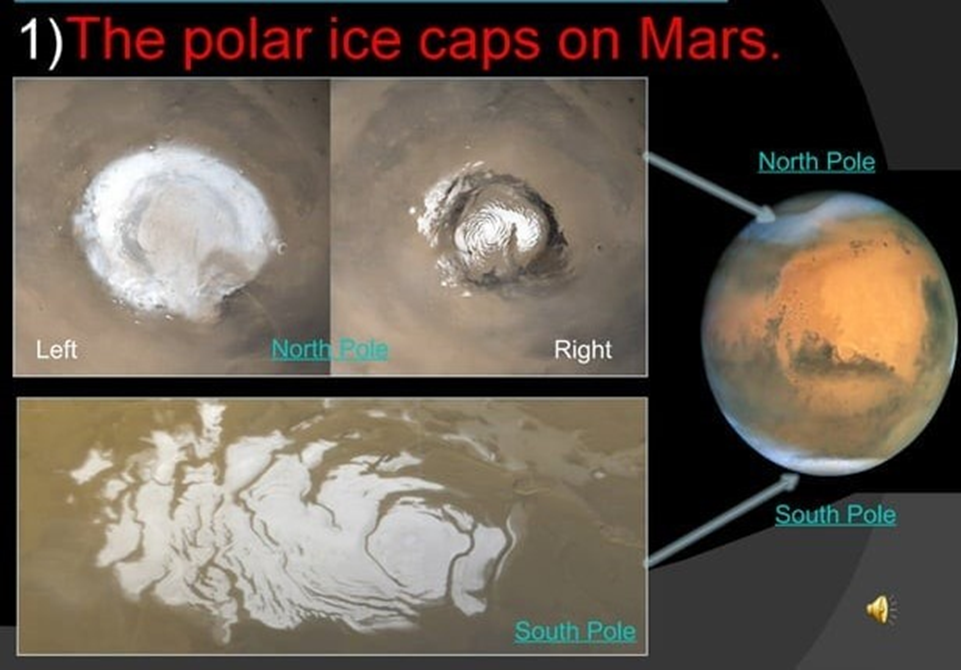 1)The polar ice caps on Mars.
North Pole
Left
North Pole
Right
South Pole
South Pole